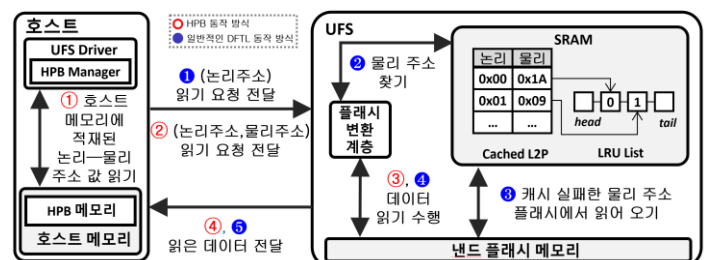 호스트
UFS Driver
HPB Manager
① 호스트
메모리에
적재된
논리—물리
주소 값 읽기
HPB 메모리
호스트 메모리
HPB 동작 방식
일반적인 DFTL 동작 방식
❶ (논리주소)
읽기 요청 전달
② (논리주소,물리주소)
읽기 요청 전달
④, ❺
읽은 데이터 전달
UFS
❷ 물리 주소
찾기
플래시
변환
계층
③, ❹
데이터
읽기 수행
SRAM
논리 물리
0x00 0x1A
0x01 0x09
... ...
Cached L2P
0 1
head tail
LRU List
❸ 캐시 실패한 물리 주소
플래시에서 읽어 오기
낸드 플래시 메모리